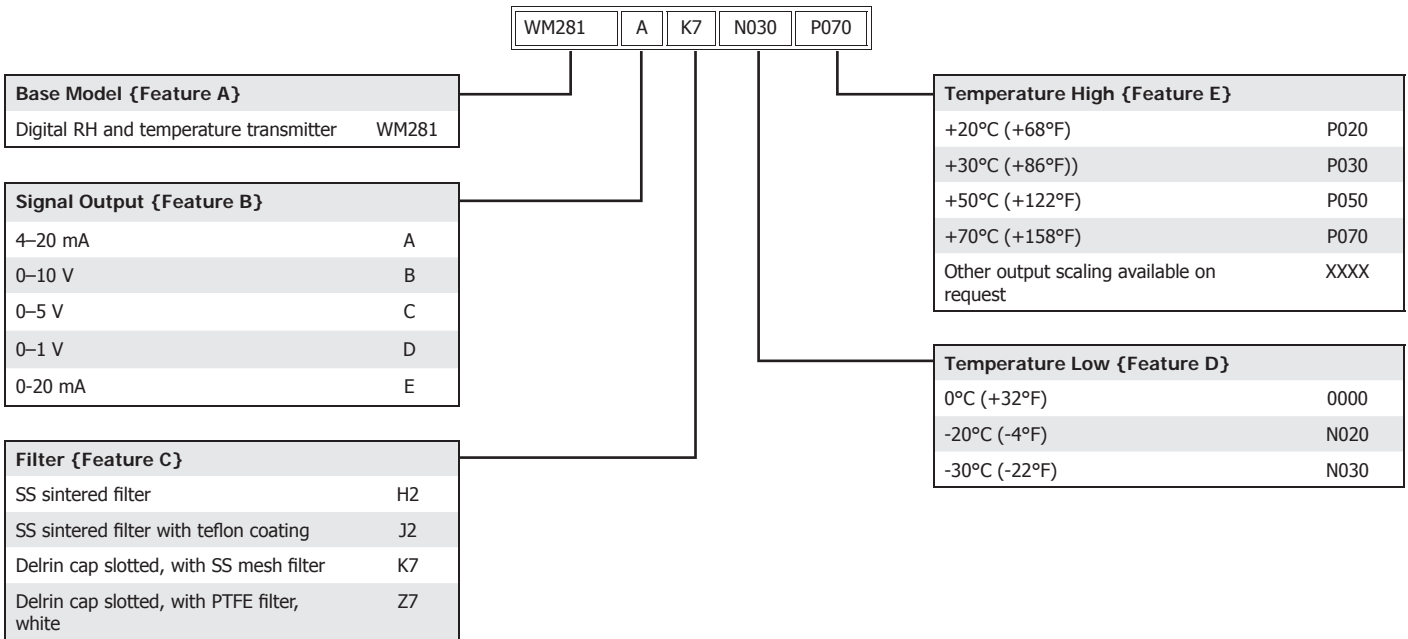 WM281 A K7 N030 P070
Base Model {Feature A}
Digital RH and temperature transmitter WM281
Signal Output {Feature B}
4–20 mA A
0–10 V B
0–5 V C
0–1 V D
0-20 mA E
Filter {Feature C}
SS sintered filter H2
SS sintered filter with teflon coating J2
Delrin cap slotted, with SS mesh filter K7
Delrin cap slotted, with PTFE filter, Z7
white
Temperature High {Feature E}
+20°C (+68°F) P020
+30°C (+86°F)) P030
+50°C (+122°F) P050
+70°C (+158°F) P070
Other output scaling available on XXXX
request
Temperature Low {Feature D}
0°C (+32°F) 0000
-20°C (-4°F) N020
-30°C (-22°F) N030